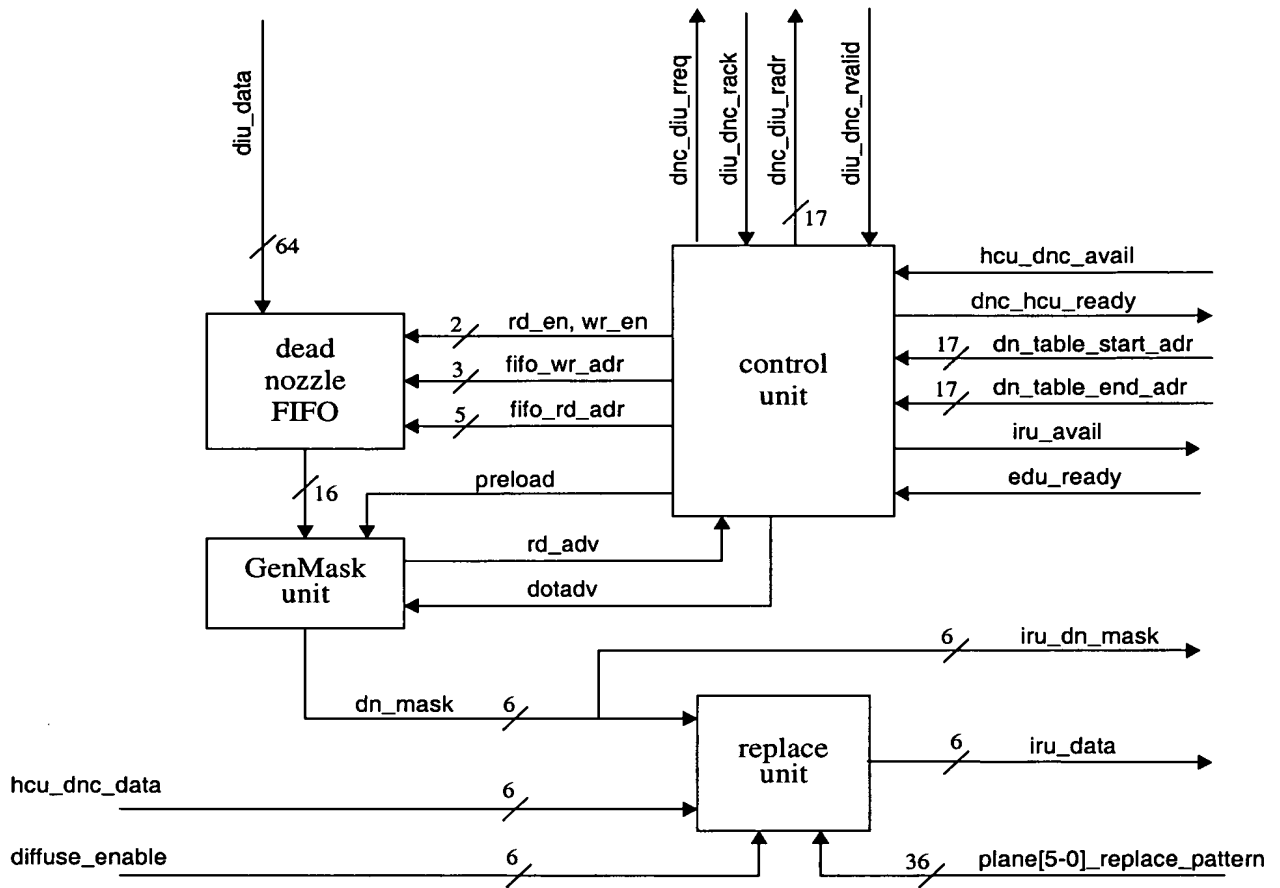 diu_data
dnc_diu_rreq
diu_dnc_rack
dnc_diu_radr
diu_dnc_rvalid
17
64
hcu_dnc_avail
dnc_hcu_ready
17 dn_table_start_adr
17 dn_table_end_adr
iru_avail
edu_ready
control
unit
2 rd_en, wr_en
3 fifo_wr_adr
5 fifo_rd_adr
dead
nozzle
FIFO
16
preload
GenMask
unit
rd_adv
dotadv
6 iru_dn_mask
dn_mask 6
replace
unit
6 iru_data
hcu_dnc_data 6
diffuse_enable 6
36 plane[5-0]_replace_pattern